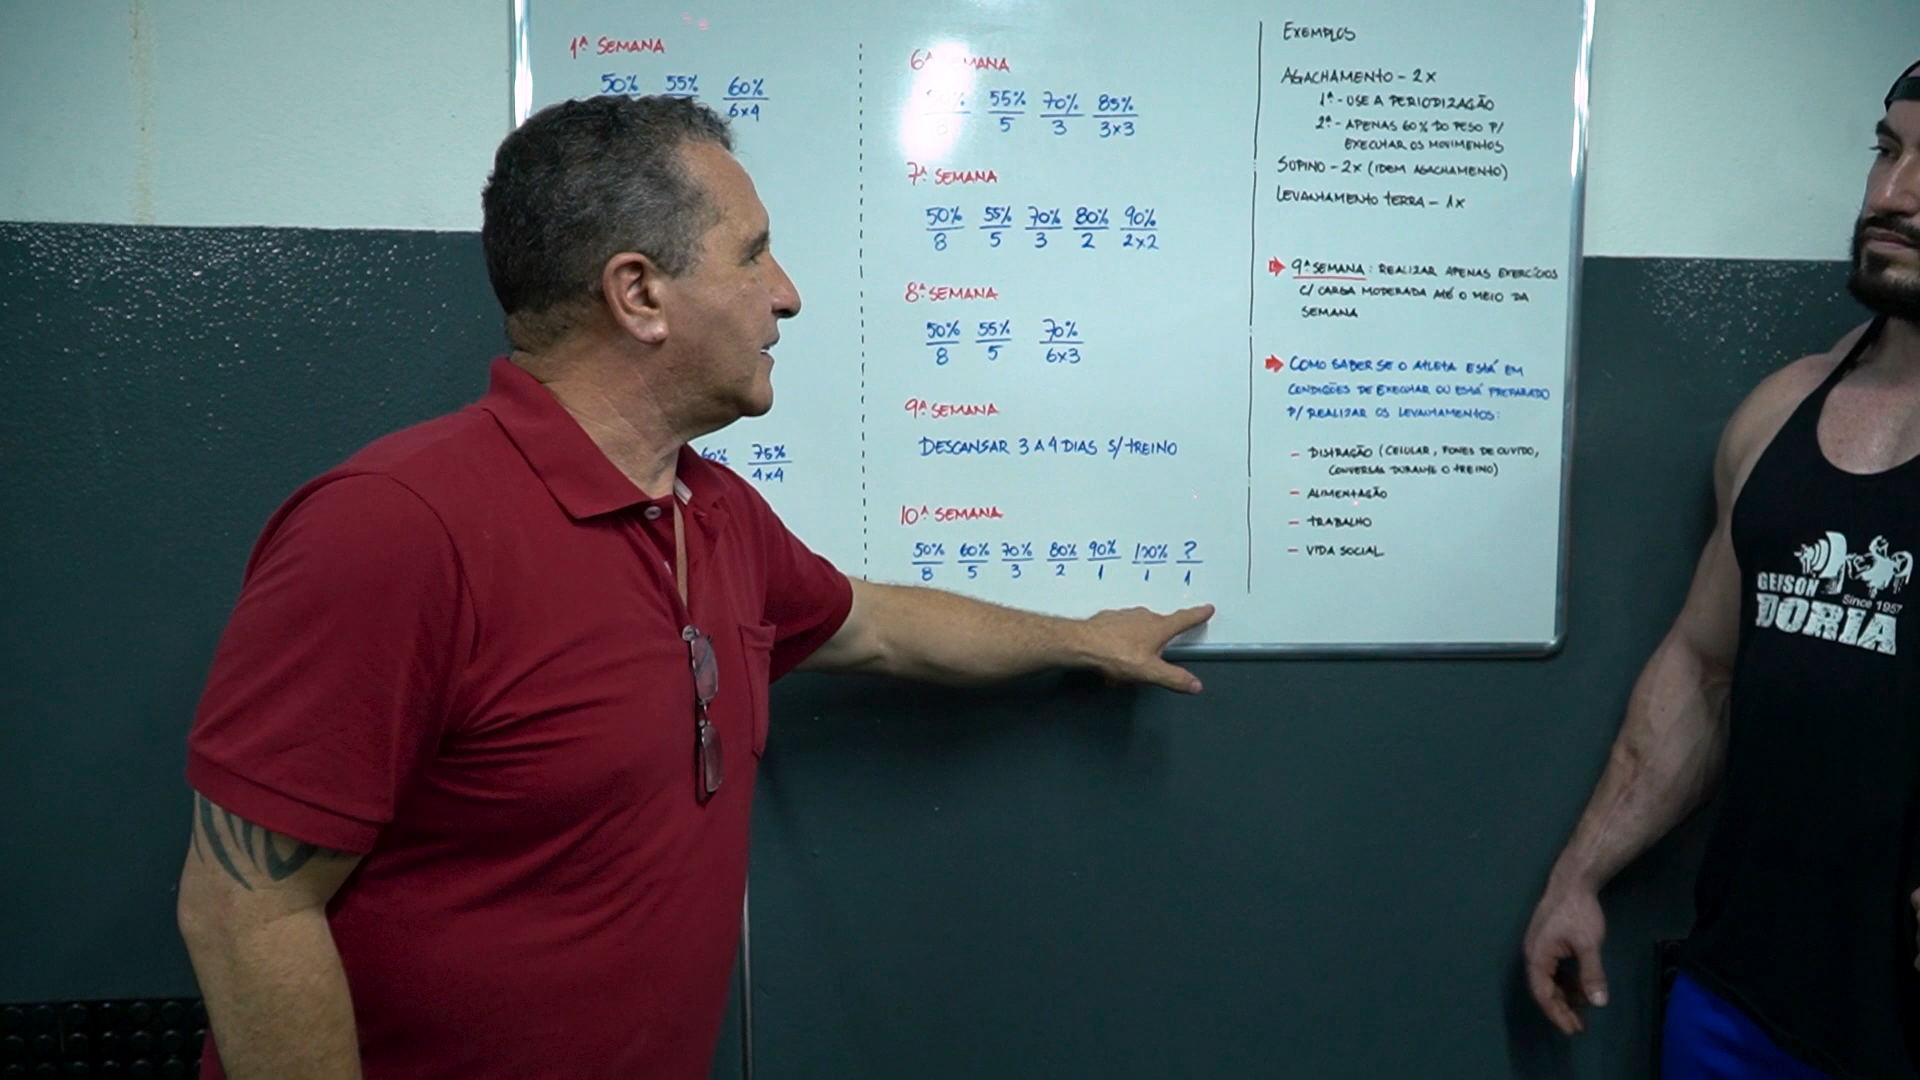 1ª SEMANA
50% 55% 60%
6x4
60% 75%
4x4
6ª SEMANA
50% 55% 70% 85%
8 5 3 3x3
7ª SEMANA
50% 55% 70% 80% 90%
8 5 3 2 2x2
8ª SEMANA
50% 55% 70%
8 5 6x3
9ª SEMANA
DESCANSAR 3 A 4 DIAS S/ TREINO
10ª SEMANA
50% 60% 70% 80% 90% 100% ?
8 5 3 2 1 1 1
EXEMPLOS
AGACHAMENTO - 2x
1ª - USE A PERIODIZAÇÃO
2ª - APENAS 60% DO PESO P/
EXECUTAR OS MOVIMENTOS
SUPINO - 2x (IDEM AGACHAMENTO)
LEVANTAMENTO TERRA - 1x
9ª SEMANA: REALIZAR APENAS EXERCÍCIOS
C/ CARGA MODERADA ATÉ O MEIO DA
SEMANA
COMO SABER SE O ATLETA ESTÁ EM
CONDIÇÕES DE EXECUTAR OU ESTÁ PREPARADO
P/ REALIZAR OS LEVANTAMENTOS:
- DISTRAÇÃO (CELULAR, FONES DE OUVIDO,
CONVERSA DURANTE O TREINO)
- ALIMENTAÇÃO
- TRABALHO
- VIDA SOCIAL
GEISON
Since 1957
DORIA